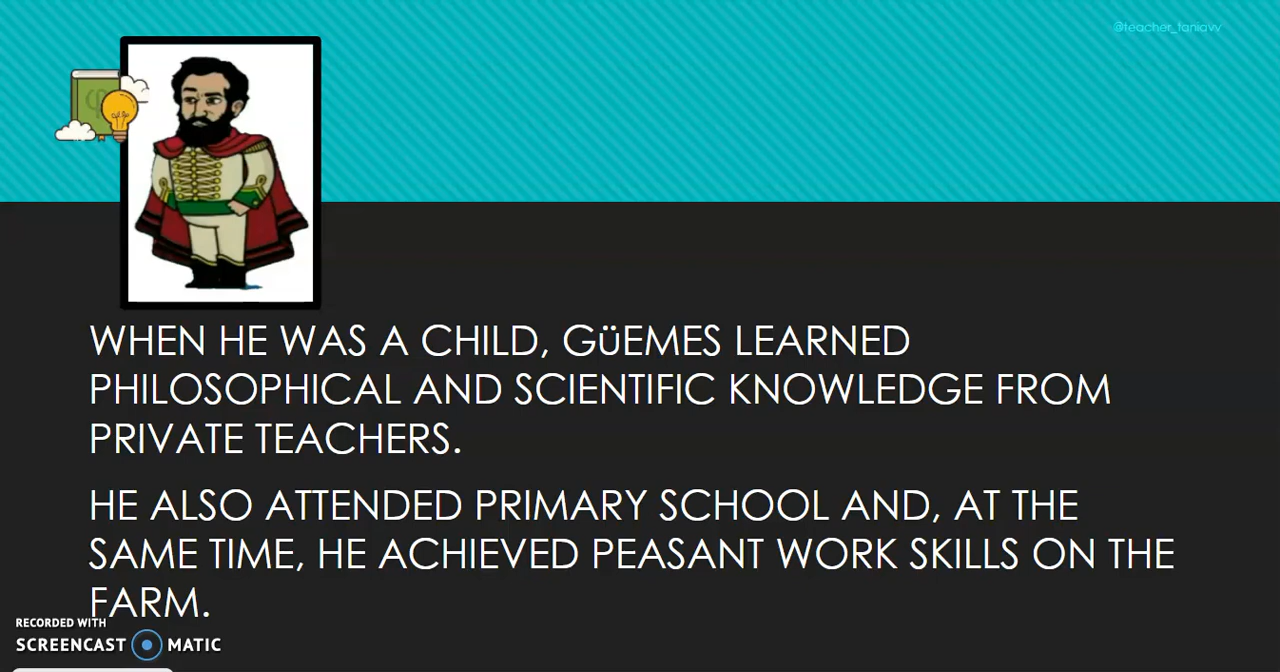 @teacher_taniavv
WHEN HE WAS A CHILD, GüEMES LEARNED
PHILOSOPHICAL AND SCIENTIFIC KNOWLEDGE FROM
PRIVATE TEACHERS.
HE ALSO ATTENDED PRIMARY SCHOOL AND, AT THE
SAME TIME, HE ACHIEVED PEASANT WORK SKILLS ON THE
FARM.
RECORDED WITH
SCREENCAST MATIC